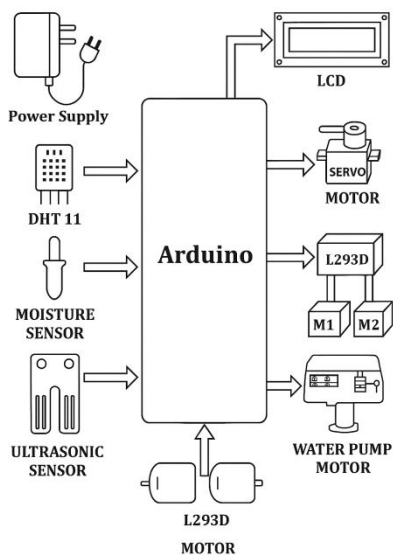 LCD
Power Supply
DHT 11
SERVO
MOTOR
Arduino
MOISTURE
SENSOR
L293D
M1 M2
ULTRASONIC
SENSOR
WATER PUMP
MOTOR
L293D
MOTOR